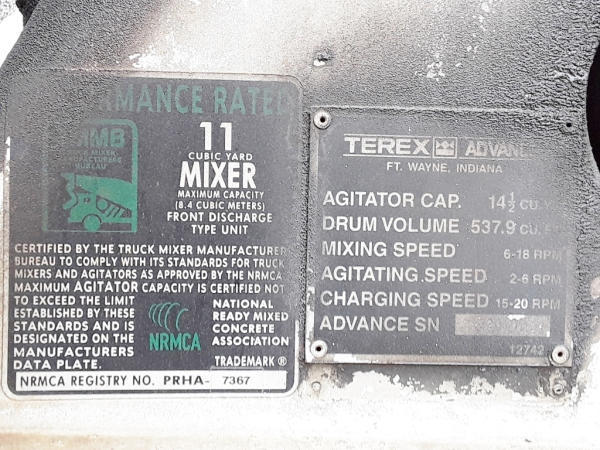 RATED
11
CUBIC YARD
MIXER
MAXIMUM CAPACITY
(8.4 CUBIC METERS)
FRONT DISCHARGE
TYPE UNIT
BUREAU
CERTIFIED BY THE TRUCK MIXER MANUFACTURER
BUREAU TO COMPLY WITH ITS STANDARDS FOR TRUCK
MIXERS AND AGITATORS AS APPROVED BY THE NRMCA
MAXIMUM AGITATOR CAPACITY IS CERTIFIED NOT
TO EXCEED THE LIMIT
ESTABLISHED BY THESE
STANDARDS AND IS
DESIGNATED ON THE
MANUFACTURERS
DATA PLATE.
NRMCA
NATIONAL
READY MIXED
CONCRETE
ASSOCIATION
TRADEMARK ®
NRMCA REGISTRY NO. PRHA- 7367
TEREX
FT. WAYNE, INDIANA
AGITATOR CAP. 14 1/2 CU.
DRUM VOLUME 537.9 CU.
MIXING SPEED 6-18 RPM
AGITATING SPEED 2-6 RPM
CHARGING SPEED 15-20 RPM
ADVANCE SN
12742